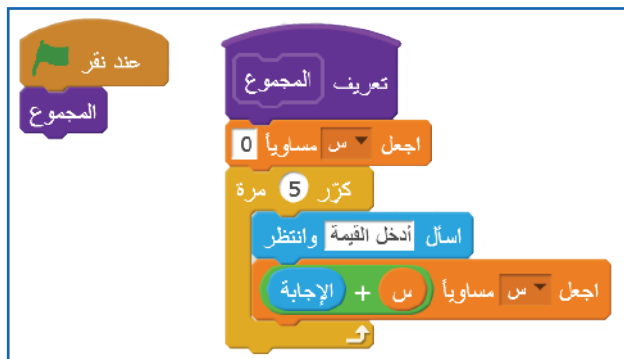 عند نقر
المجموع
تعريف المجموع
اجعل س مساوياً 0
كرّر 5 مرة
اسأل أدخل القيمة وانتظر
اجعل س مساوياً س + الإجابة